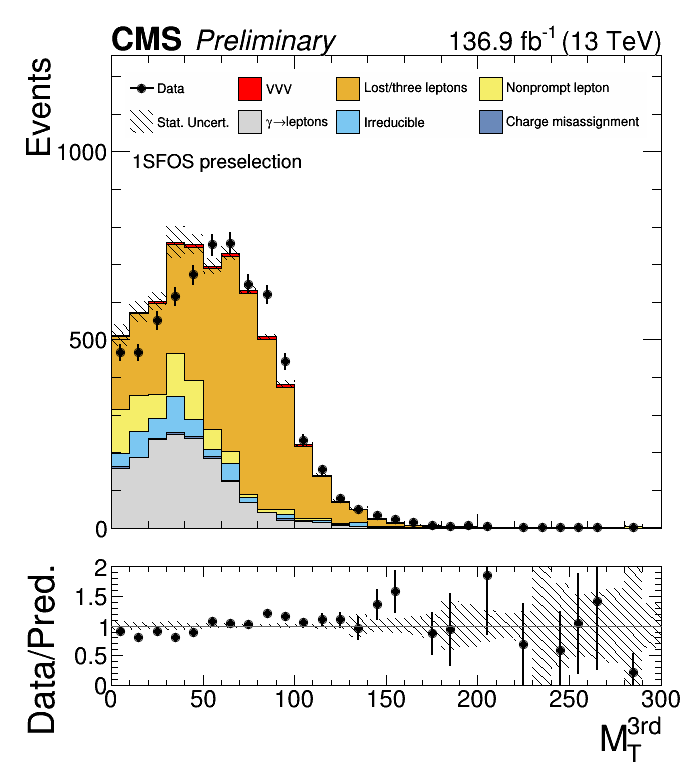 CMS Preliminary 136.9 fb-1 (13 TeV)
Events
Data VVV Lost/three leptons Nonprompt lepton
Stat. Uncert. γ→leptons Irreducible Charge misassignment
1SFOS preselection
1000
500
0
Data/Pred.
2
1.5
1
0.5
0
0 50 100 150 200 250 300
M_T^3rd